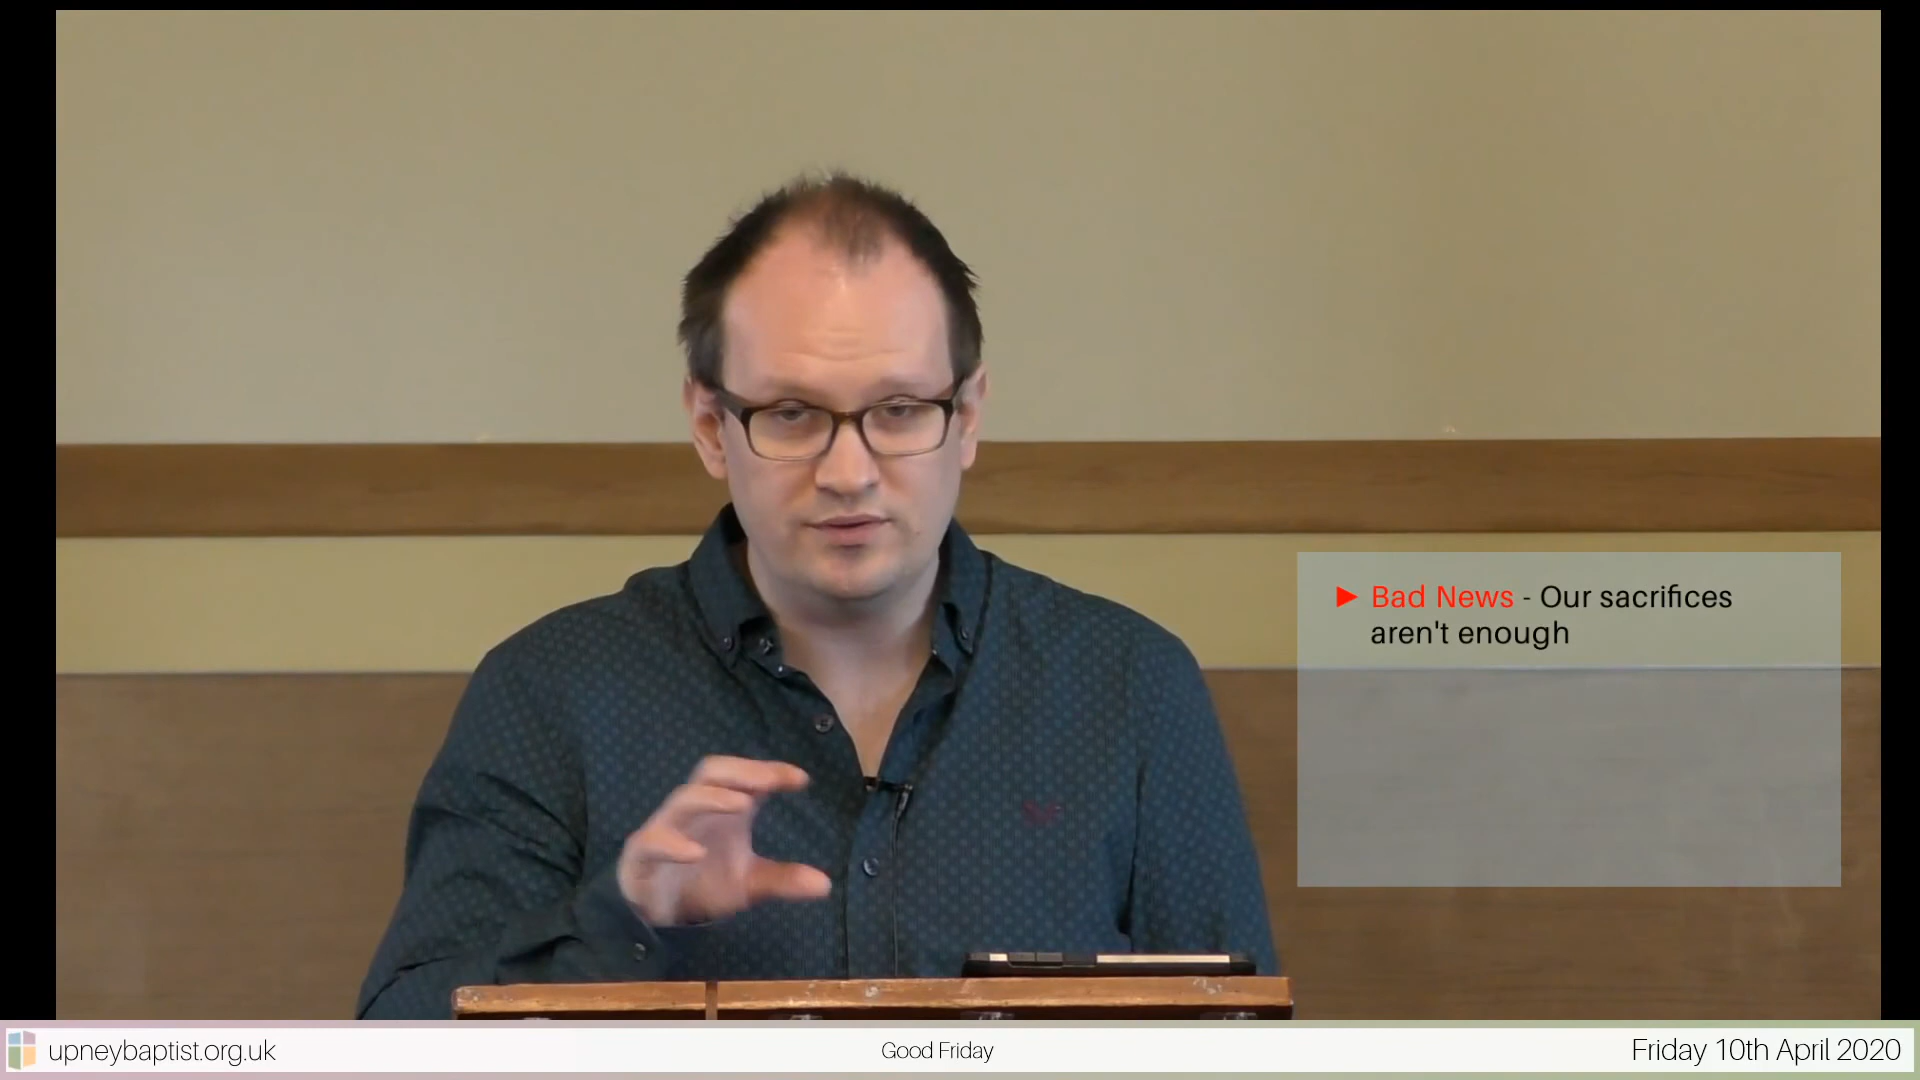 ► Bad News - Our sacrifices
aren't enough
upneybaptist.org.uk
Good Friday
Friday 10th April 2020